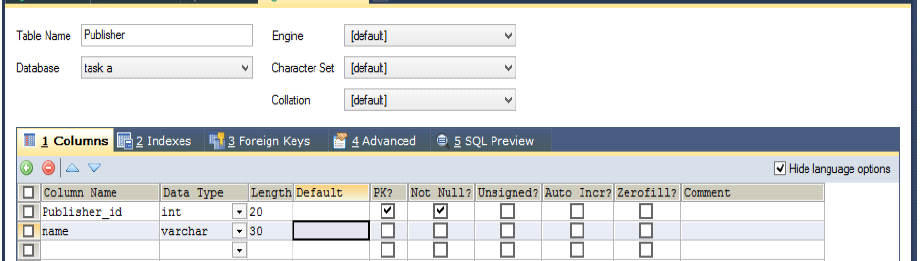 Table Name Publisher Engine [default]
Database task a Character Set [default]
Collation [default]
1 Columns 2 Indexes 3 Foreign Keys 4 Advanced 5 SQL Preview
Hide language options
Column Name Data Type Length Default PK? Not Null? Unsigned? Auto Incr? Zerofill? Comment
Publisher_id int 20
name varchar 30